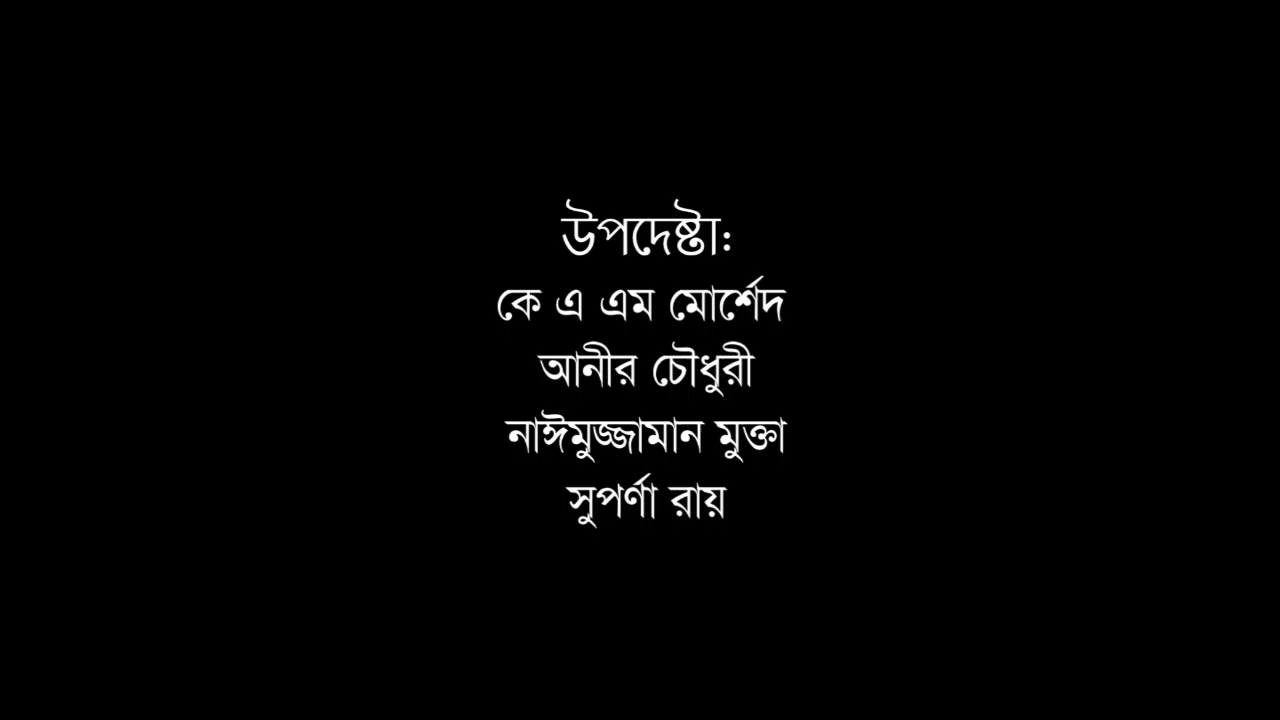 উপদেষ্টা:
কে এ এম মোর্শেদ
আনীর চৌধুরী
নাঈমুজ্জামান মুক্তা
সুপর্ণা রায়